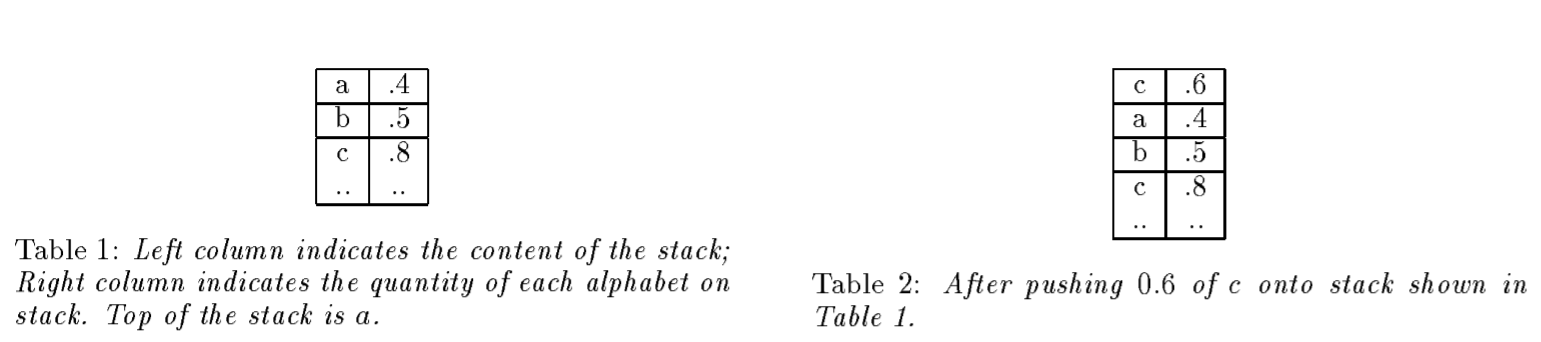 a .4
b .5
c .8
.. ..
Table 1: Left column indicates the content of the stack;
Right column indicates the quantity of each alphabet on
stack. Top of the stack is a.
c .6
a .4
b .5
c .8
.. ..
Table 2: After pushing 0.6 of c onto stack shown in
Table 1.